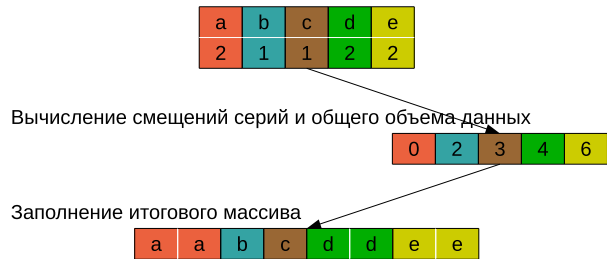 a b c d e
2 1 1 2 2
Вычисление смещений серий и общего объема данных
0 2 3 4 6
Заполнение итогового массива
a a b c d d e e